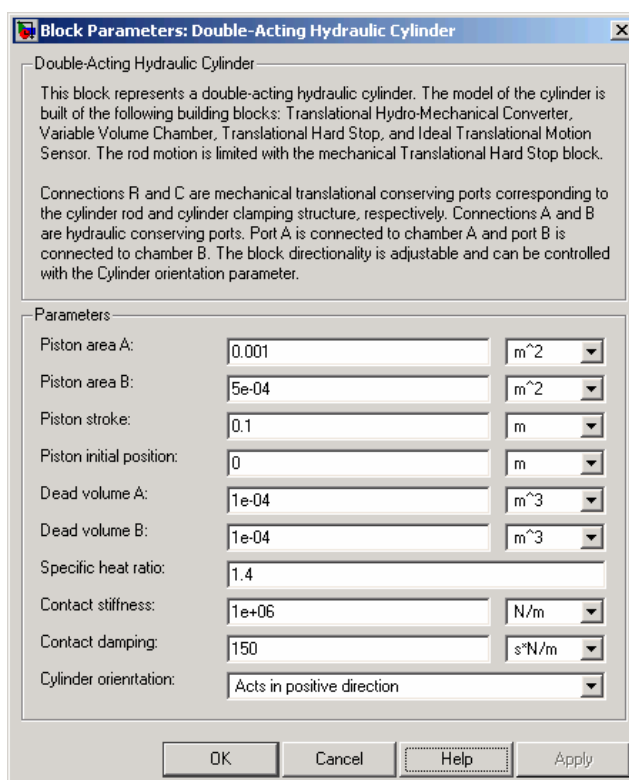 Block Parameters: Double-Acting Hydraulic Cylinder
Double-Acting Hydraulic Cylinder
This block represents a double-acting hydraulic cylinder. The model of the cylinder is
built of the following building blocks: Translational Hydro-Mechanical Converter,
Variable Volume Chamber, Translational Hard Stop, and Ideal Translational Motion
Sensor. The rod motion is limited with the mechanical Translational Hard Stop block.
Connections R and C are mechanical translational conserving ports corresponding to
the cylinder rod and cylinder clamping structure, respectively. Connections A and B
are hydraulic conserving ports. Port A is connected to chamber A and port B is
connected to chamber B. The block directionality is adjustable and can be controlled
with the Cylinder orientation parameter.
Parameters
Piston area A: 0.001 m^2
Piston area B: 5e-04 m^2
Piston stroke: 0.1 m
Piston initial position: 0 m
Dead volume A: 1e-04 m^3
Dead volume B: 1e-04 m^3
Specific heat ratio: 1.4
Contact stiffness: 1e+06 N/m
Contact damping: 150 s*N/m
Cylinder orienrtation: Acts in positive direction
OK Cancel Help Apply